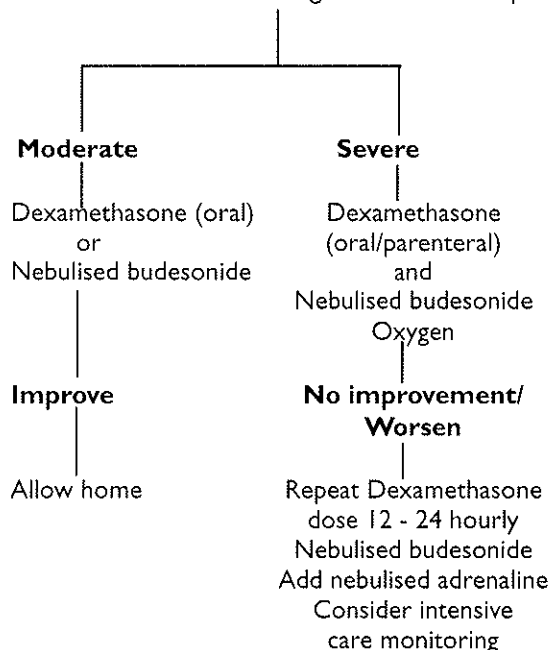 Moderate
Dexamethasone (oral)
or
Nebulised budesonide
Improve
Allow home
Severe
Dexamethasone
(oral/parenteral)
and
Nebulised budesonide
Oxygen
No improvement/
Worsen
Repeat Dexamethasone
dose 12 - 24 hourly
Nebulised budesonide
Add nebulised adrenaline
Consider intensive
care monitoring